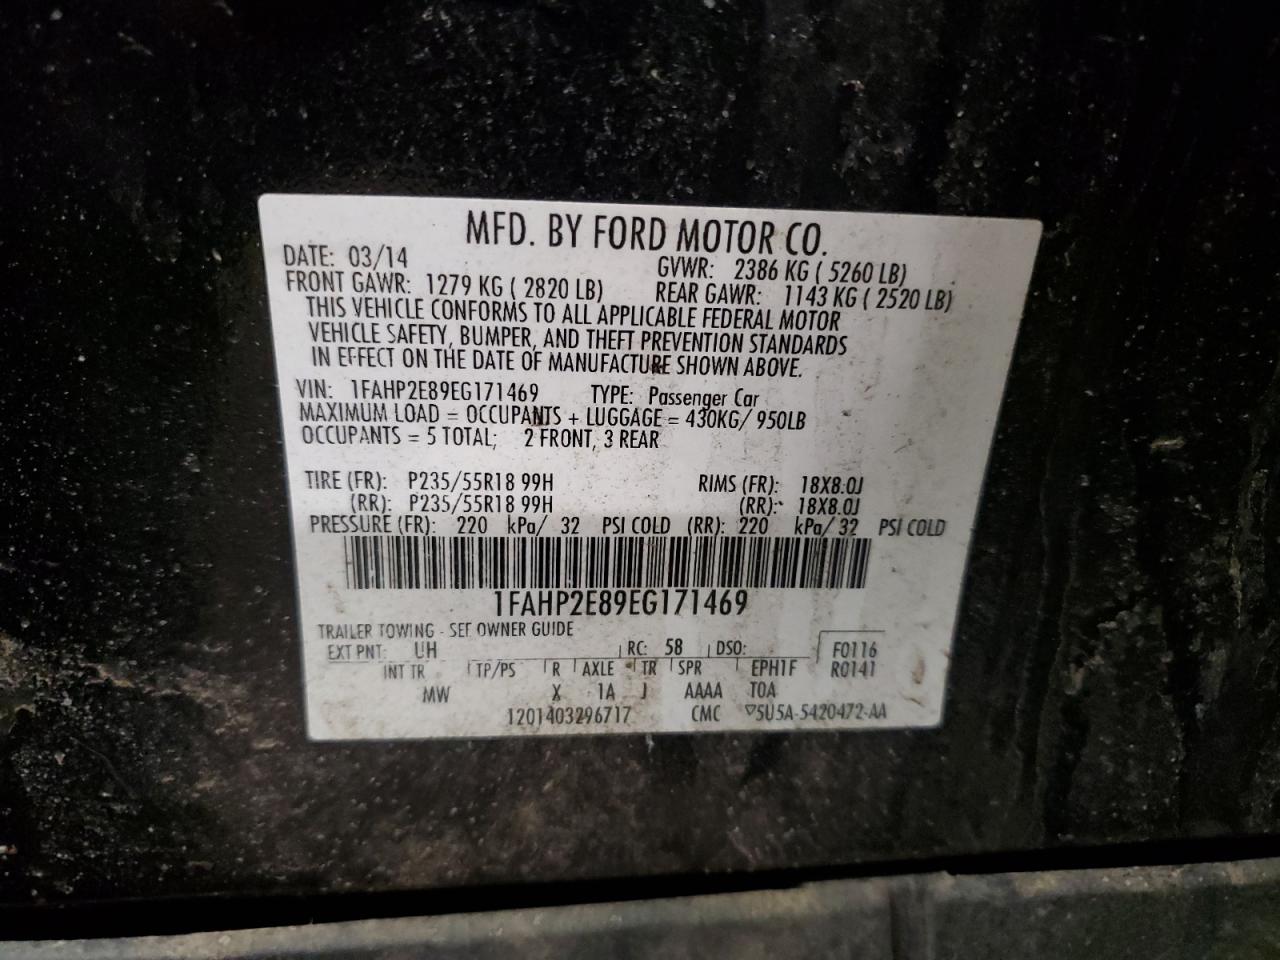 MFD. BY FORD MOTOR CO.
DATE: 03/14 GVWR: 2386 KG ( 5260 LB)
FRONT GAWR: 1279 KG ( 2820 LB) REAR GAWR: 1143 KG ( 2520 LB)
THIS VEHICLE CONFORMS TO ALL APPLICABLE FEDERAL MOTOR
VEHICLE SAFETY, BUMPER, AND THEFT PREVENTION STANDARDS
IN EFFECT ON THE DATE OF MANUFACTURE SHOWN ABOVE.
VIN: 1FAHP2E89EG171469 TYPE: Passenger Car
MAXIMUM LOAD = OCCUPANTS + LUGGAGE = 430KG/ 950LB
OCCUPANTS = 5 TOTAL; 2 FRONT, 3 REAR
TIRE (FR): P235/55R18 99H RIMS (FR): 18X8.0J
(RR): P235/55R18 99H (RR): 18X8.0J
PRESSURE (FR): 220 kPa/ 32 PSI COLD (RR): 220 kPa/ 32 PSI COLD
1FAHP2E89EG171469
TRAILER TOWING - SEE OWNER GUIDE
EXT PNT: UH RC: 58 DSO: F0116
INT TR TP/PS R AXLE TR SPR EPH1F R0141
MW X 1A J AAAA TOA
1201403296717 CMC ▽5U5A-5420472-AA